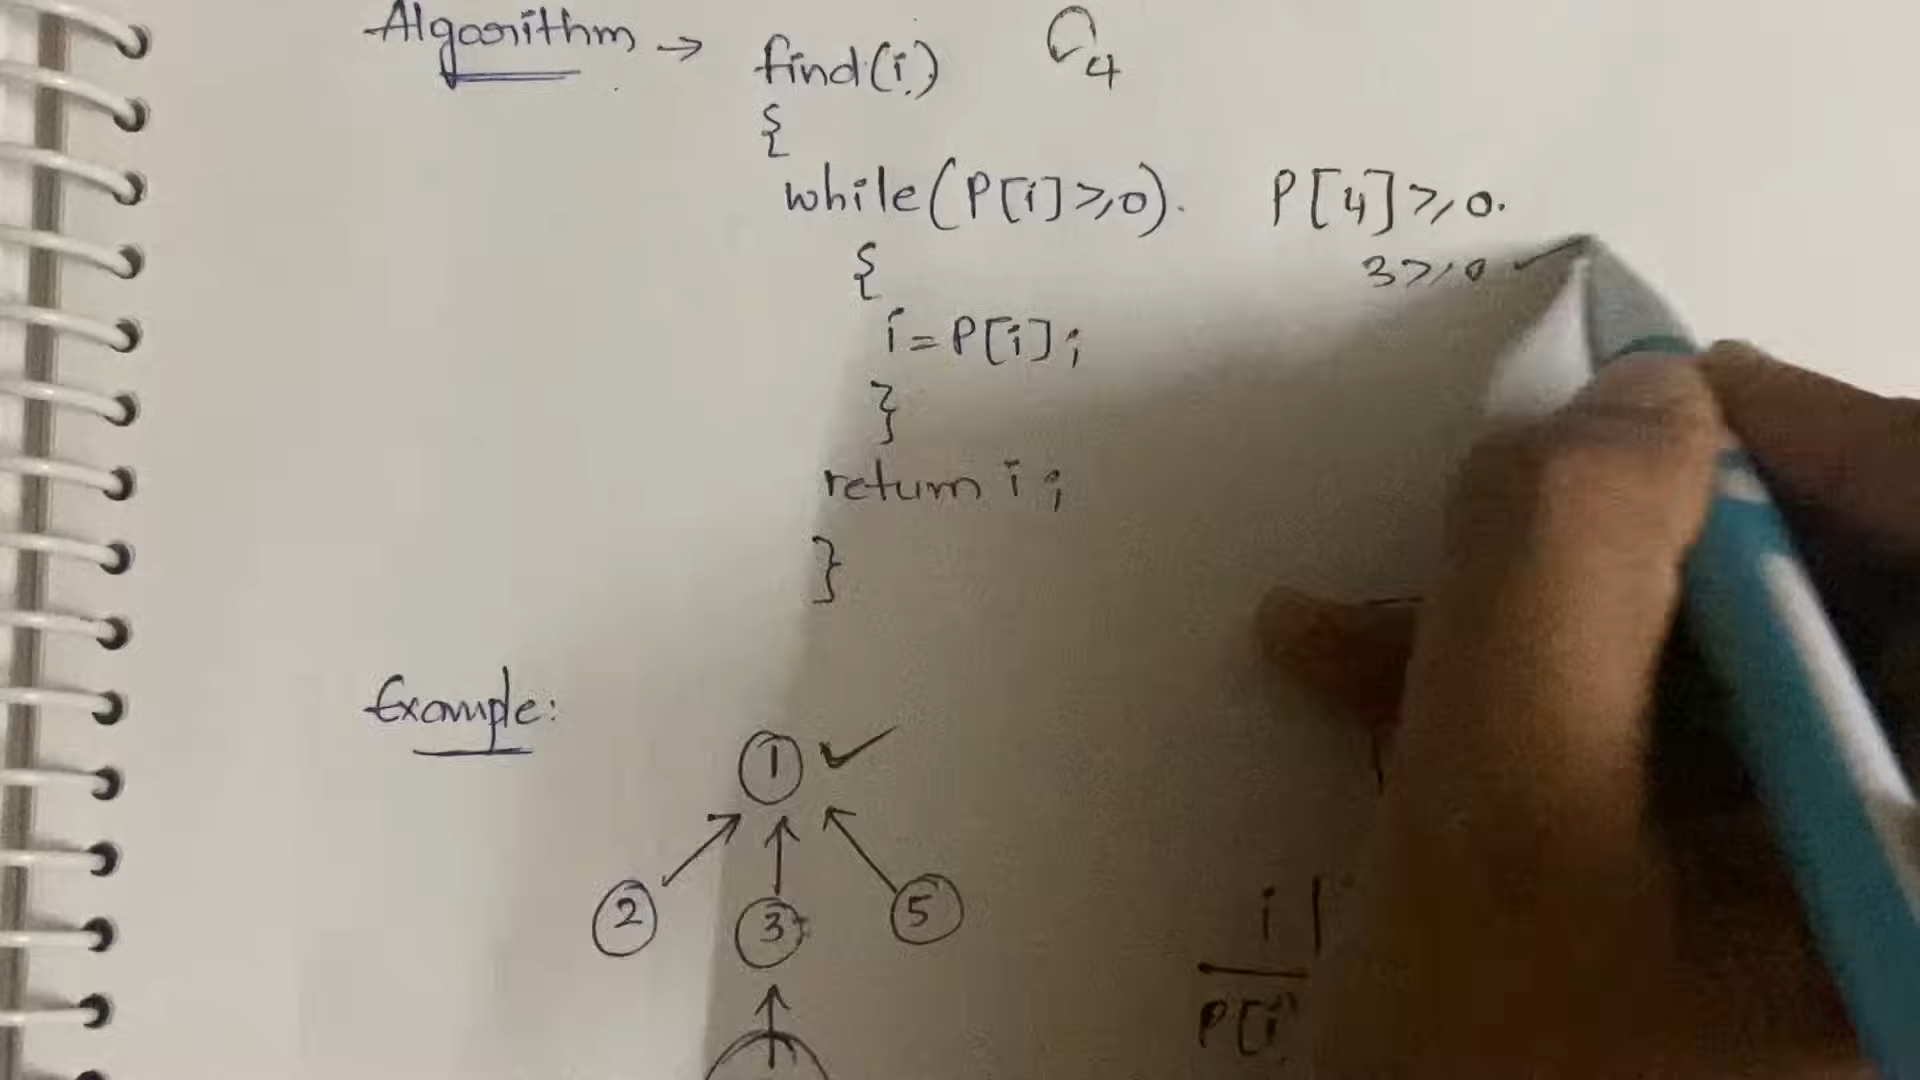 Algorithm → find(i)
4
{
while(P[i]≥0). P[4]≥0.
3≥0 ✓
{
i=P[i];
}
return i;
}
Example:
1 ✓
2 3 5
i
P[i